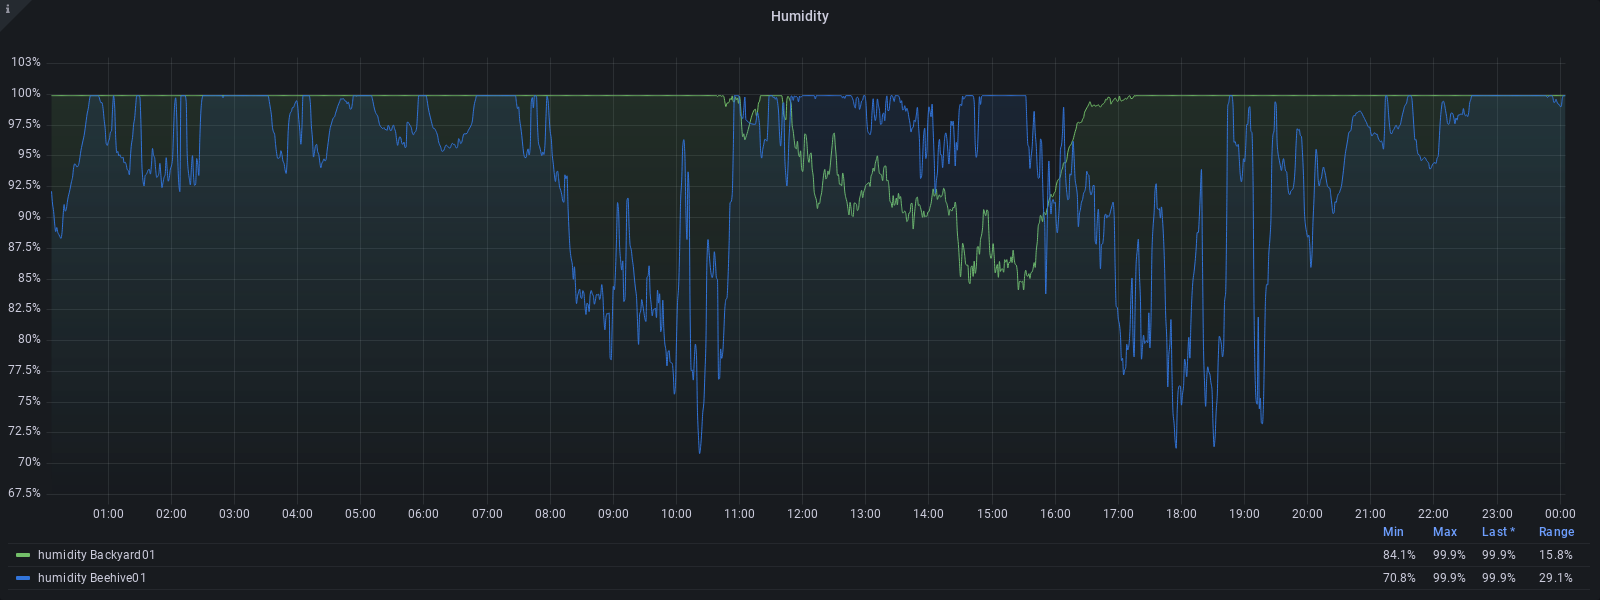 i
Humidity
103%
100%
97.5%
95%
92.5%
90%
87.5%
85%
82.5%
80%
77.5%
75%
72.5%
70%
67.5%
01:00 02:00 03:00 04:00 05:00 06:00 07:00 08:00 09:00 10:00 11:00 12:00 13:00 14:00 15:00 16:00 17:00 18:00 19:00 20:00 21:00 22:00 23:00 00:00
Min Max Last * Range
humidity Backyard01 84.1% 99.9% 99.9% 15.8%
humidity Beehive01 70.8% 99.9% 99.9% 29.1%